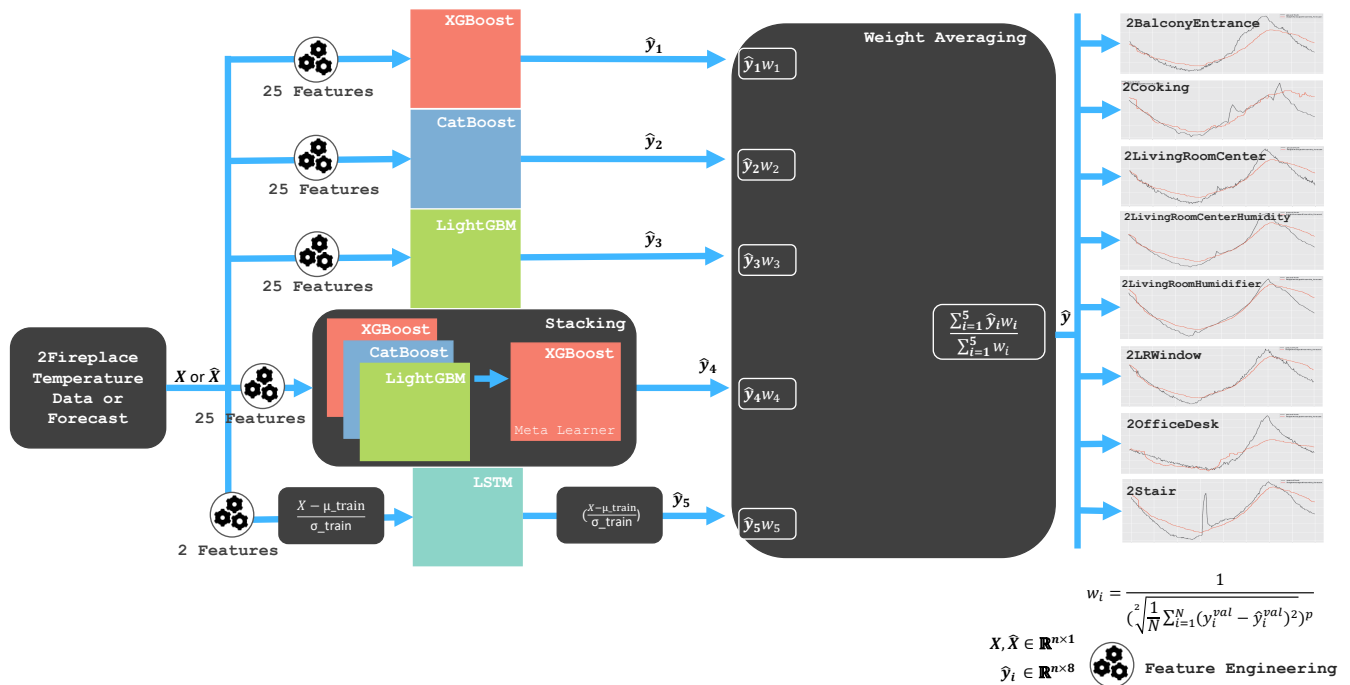 XGBoost
ŷ₁
25 Features
CatBoost
ŷ₂
25 Features
LightGBM
ŷ₃
25 Features
2Fireplace
Temperature
Data or
Forecast
X or X̂
25 Features
Stacking
XGBoost
CatBoost
LightGBM
XGBoost
Meta Learner
ŷ₄
2 Features
X − μ_train
σ_train
LSTM
(X−μ_train
σ_train)
ŷ₅
Weight Averaging
ŷ₁w₁
ŷ₂w₂
ŷ₃w₃
ŷ₄w₄
ŷ₅w₅
∑⁵ᵢ₌₁ ŷᵢwᵢ
∑⁵ᵢ₌₁ wᵢ
ŷ
2BalconyEntrance
2Cooking
2LivingRoomCenter
2LivingRoomCenterHumidity
2LivingRoomHumidifier
2LRWindow
2OfficeDesk
2Stair
wᵢ = 1 / (²√(1/N ∑ᴺᵢ₌₁(yᵢᵛᵃˡ − ŷᵢᵛᵃˡ)²))ᵖ
X, X̂ ∈ ℝⁿˣ¹
ŷᵢ ∈ ℝⁿˣ⁸
Feature Engineering